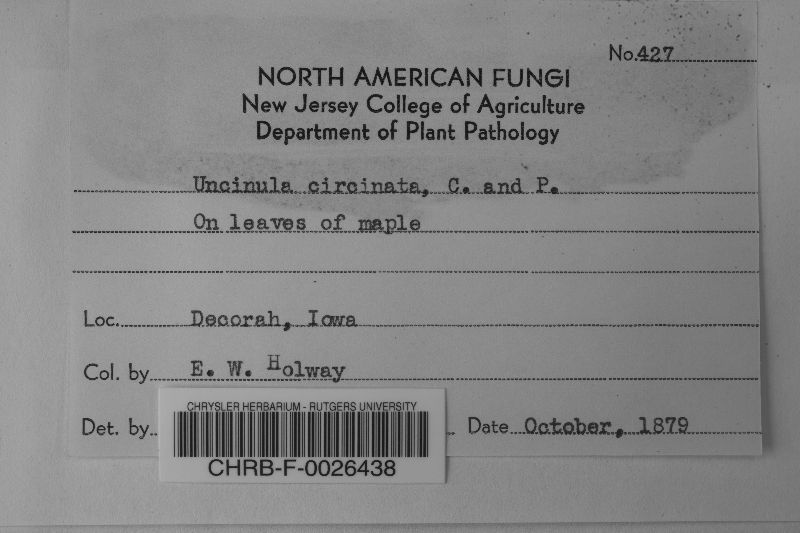 No. 427
NORTH AMERICAN FUNGI
New Jersey College of Agriculture
Department of Plant Pathology
Uncinula circinata, C. and P.
On leaves of maple
Loc. Decorah, Iowa
Col. by E. W. Holway
Det. by Date October, 1879
CHRYSLER HERBARIUM - RUTGERS UNIVERSITY
CHRB-F-0026438